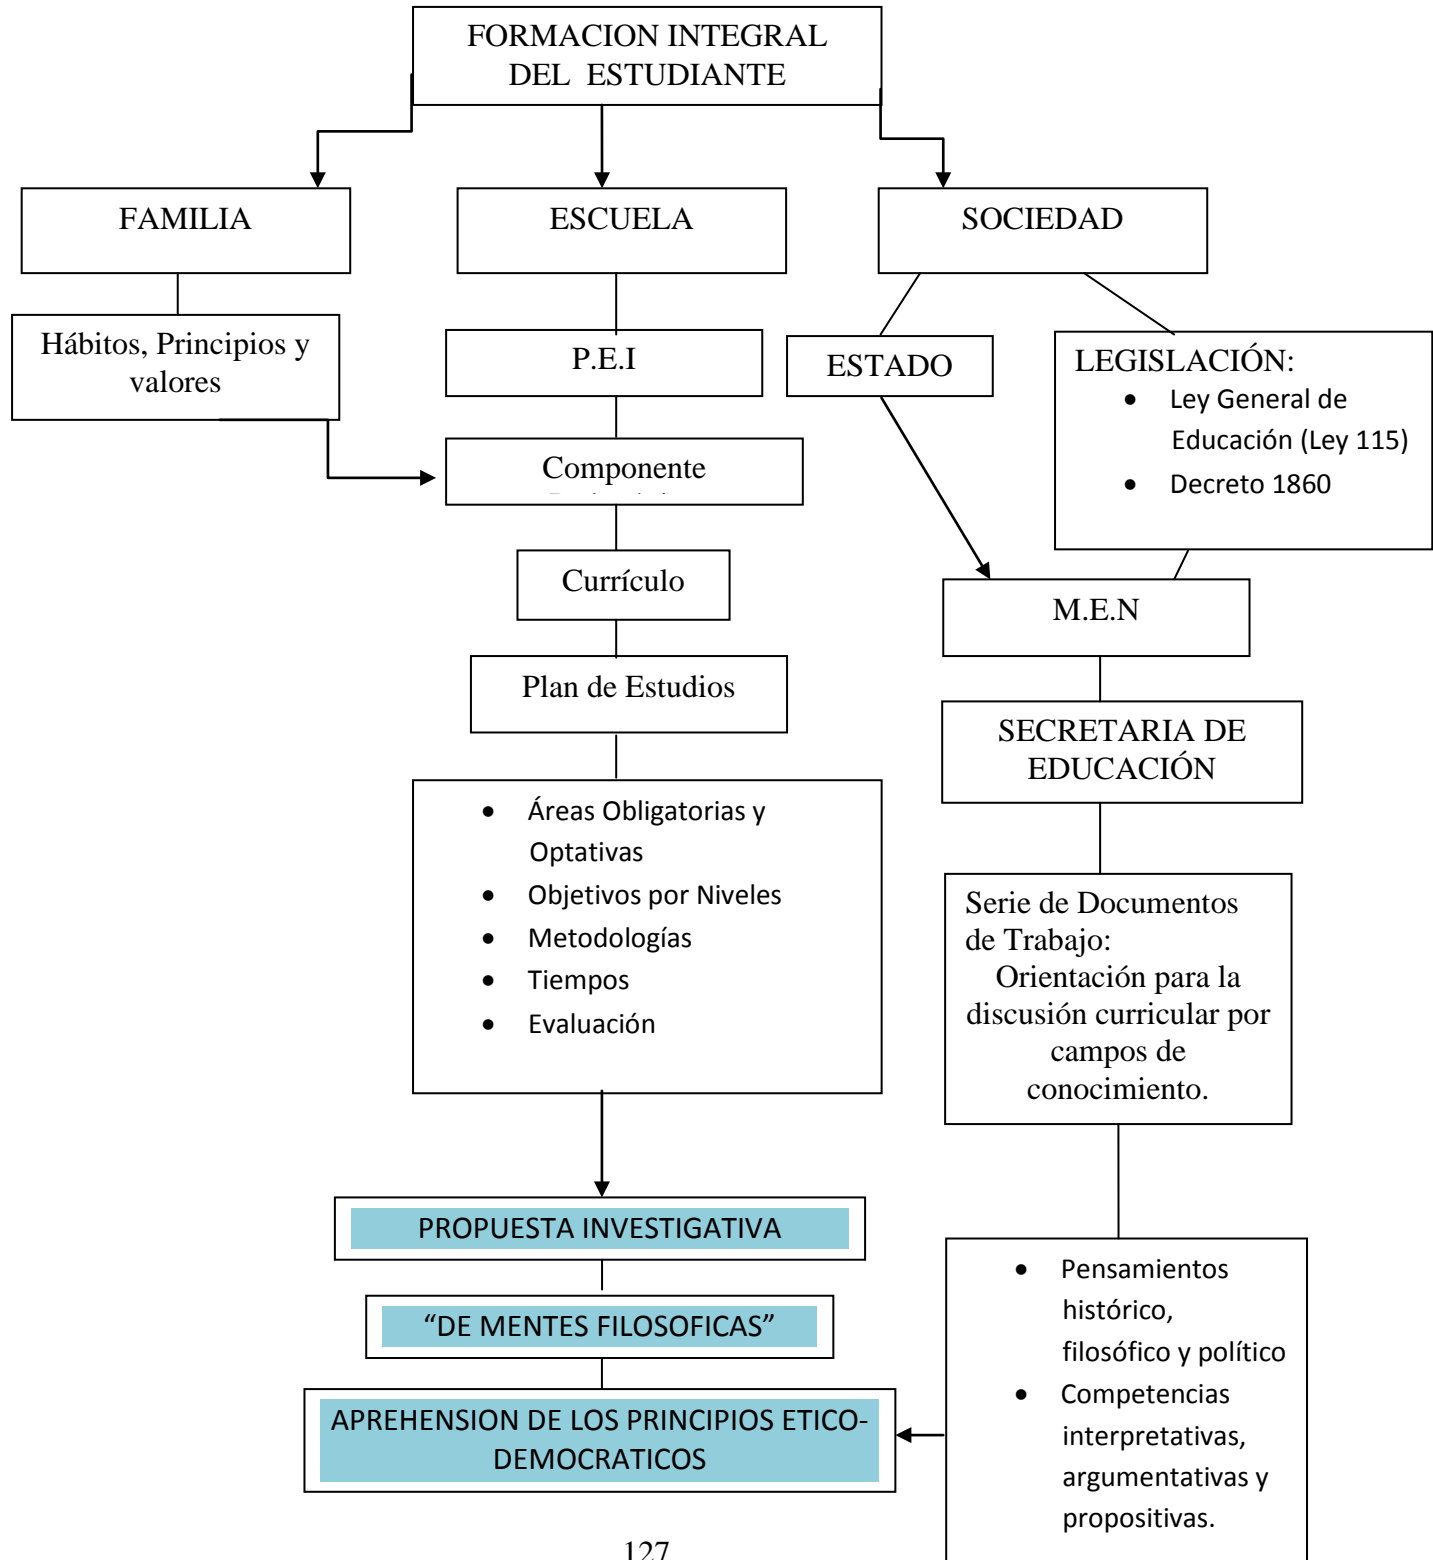 FORMACION INTEGRAL
DEL ESTUDIANTE
FAMILIA
ESCUELA
SOCIEDAD
Hábitos, Principios y
valores
P.E.I
ESTADO
LEGISLACIÓN:
• Ley General de
Educación (Ley 115)
• Decreto 1860
Componente
Currículo
M.E.N
Plan de Estudios
SECRETARIA DE
EDUCACIÓN
• Áreas Obligatorias y
Optativas
• Objetivos por Niveles
• Metodologías
• Tiempos
• Evaluación
Serie de Documentos
de Trabajo:
Orientación para la
discusión curricular por
campos de
conocimiento.
PROPUESTA INVESTIGATIVA
“DE MENTES FILOSOFICAS”
APREHENSION DE LOS PRINCIPIOS ETICO-
DEMOCRATICOS
• Pensamientos
histórico,
filosófico y político
• Competencias
interpretativas,
argumentativas y
propositivas.
127